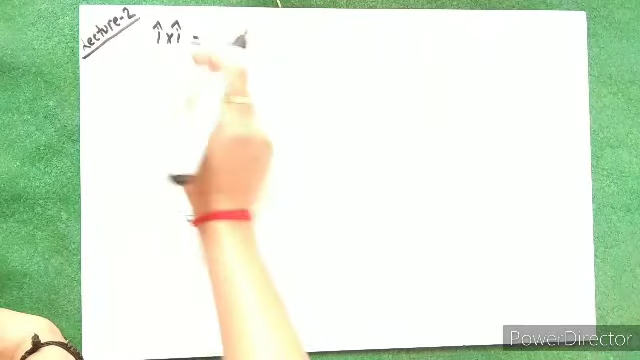 Lecture-2
î x î =
PowerDirector